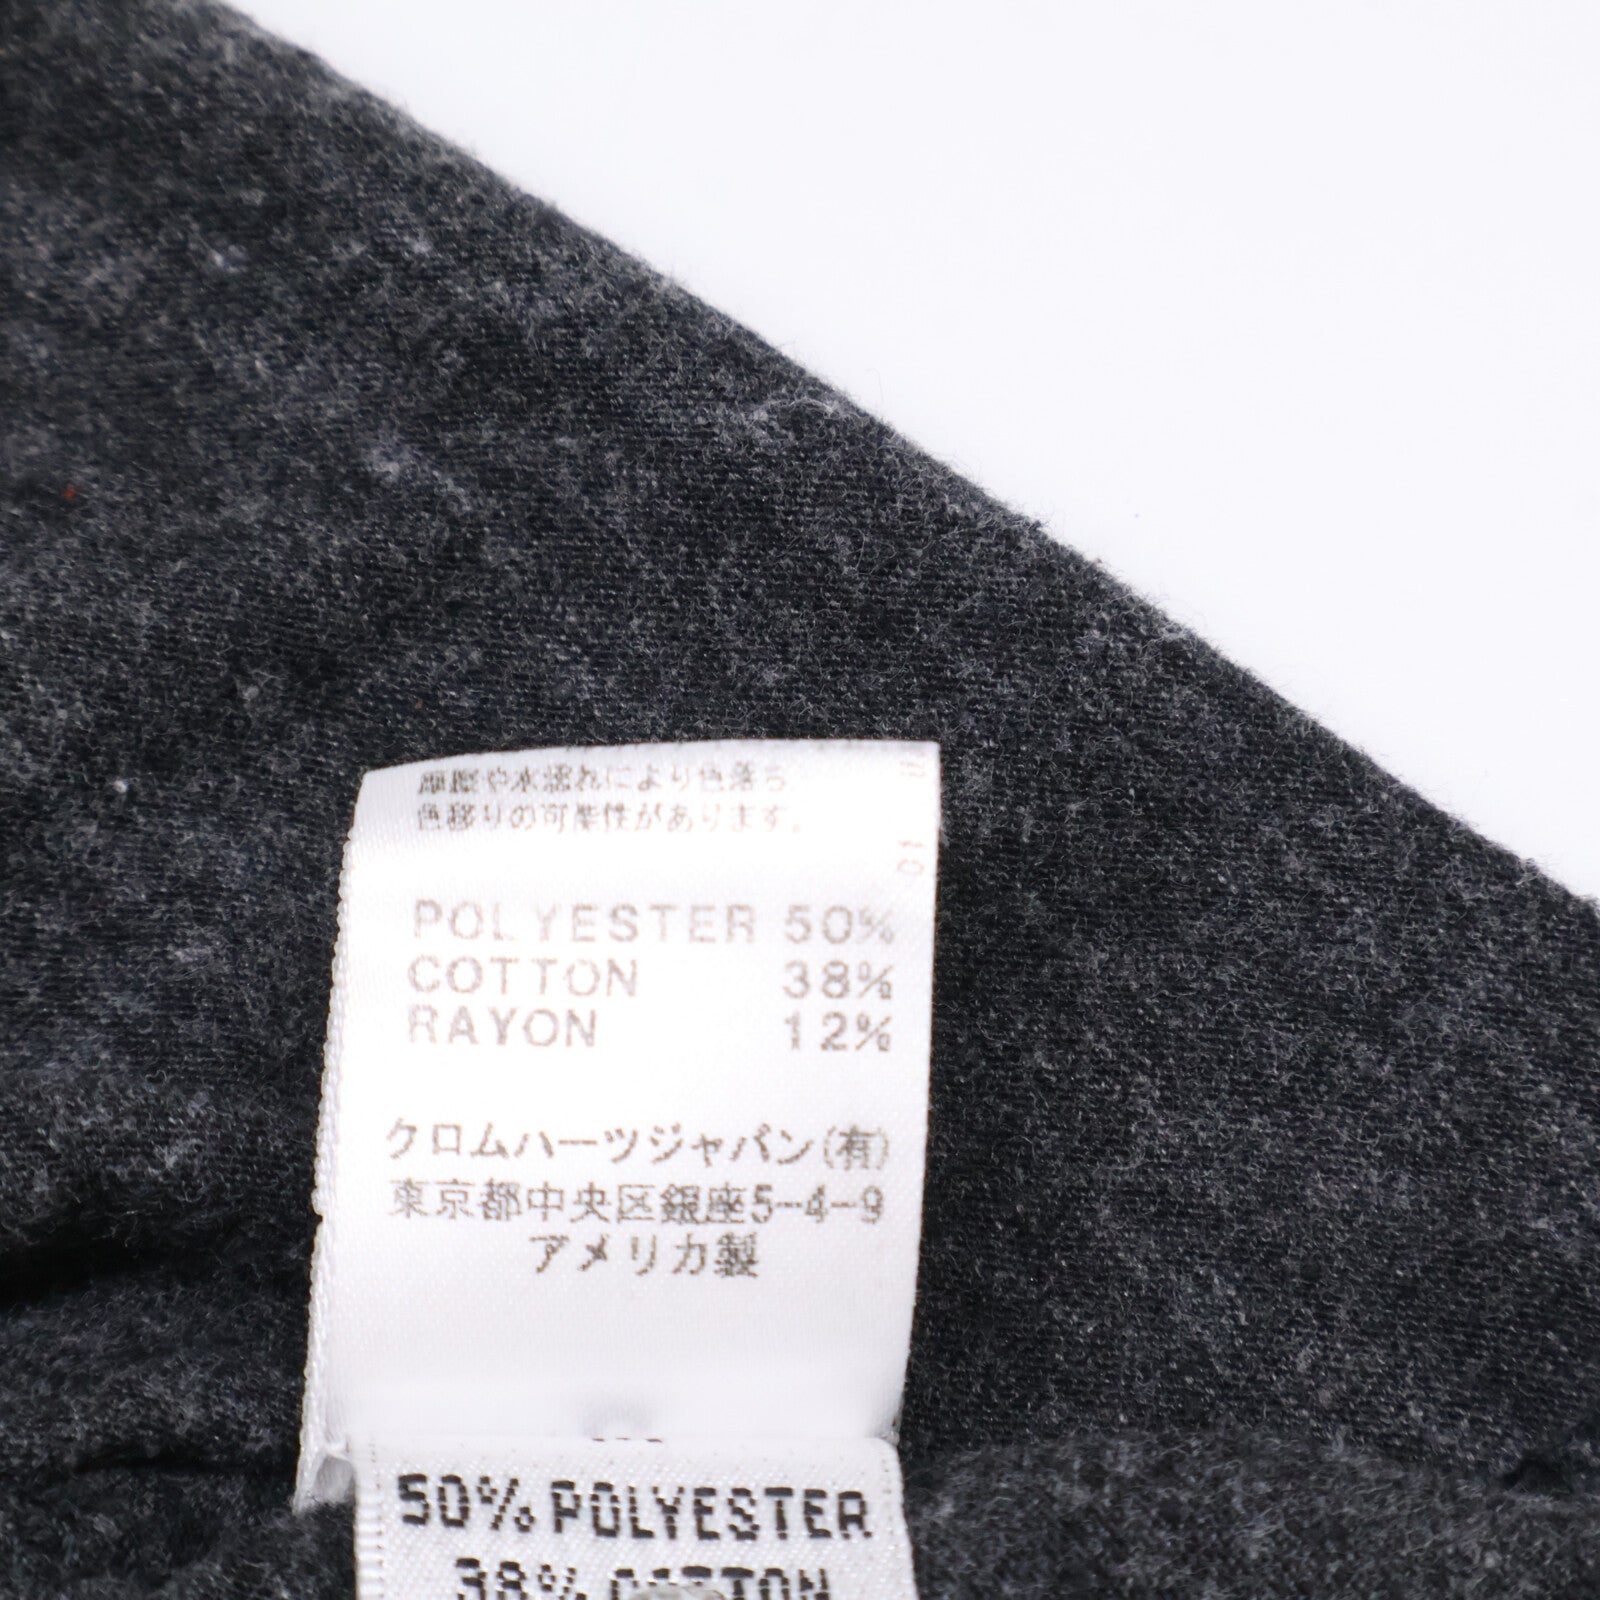 摩擦や水濡れにより色落ち
色移りの可能性があります。
01
POLYESTER 50%
COTTON 38%
RAYON 12%
クロムハーツジャパン(有)
東京都中央区銀座5-4-9
アメリカ製
50% POLYESTER
38% COTTON